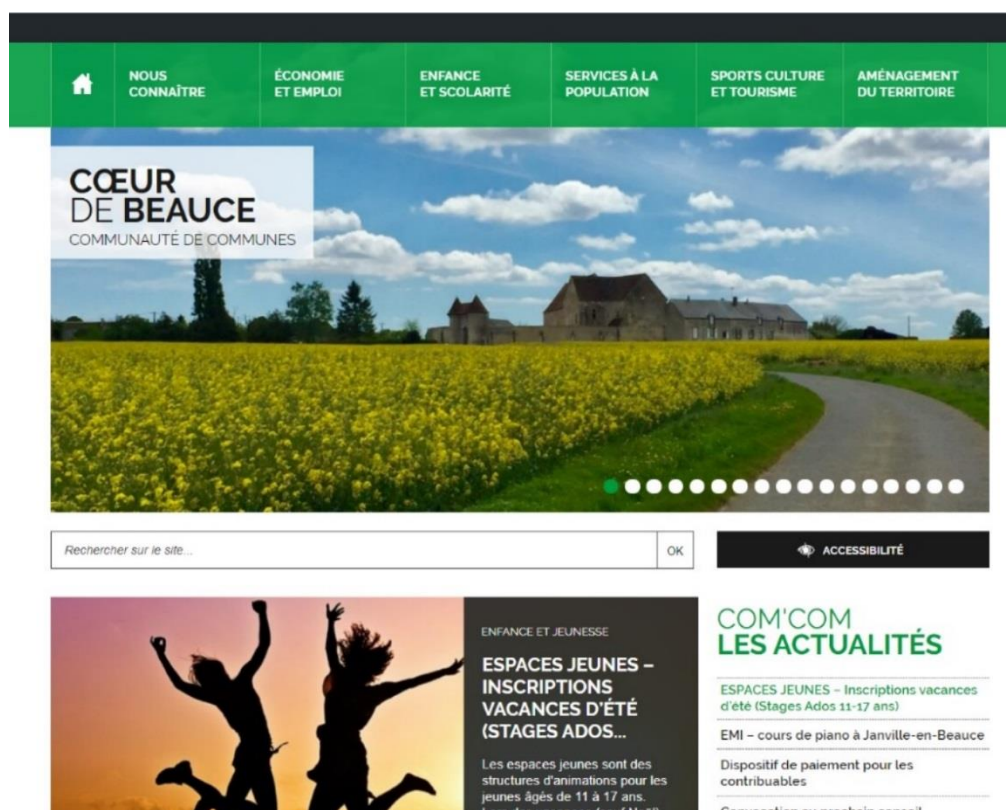 NOUS
CONNAÎTRE
ÉCONOMIE
ET EMPLOI
ENFANCE
ET SCOLARITÉ
SERVICES À LA
POPULATION
SPORTS CULTURE
ET TOURISME
AMÉNAGEMENT
DU TERRITOIRE
CŒUR
DE BEAUCE
COMMUNAUTÉ DE COMMUNES
Rechercher sur le site...
OK
ACCESSIBILITÉ
ENFANCE ET JEUNESSE
ESPACES JEUNES –
INSCRIPTIONS
VACANCES D'ÉTÉ
(STAGES ADOS...
Les espaces jeunes sont des
structures d'animations pour les
jeunes âgés de 11 à 17 ans.
COM'COM
LES ACTUALITÉS
ESPACES JEUNES – Inscriptions vacances
d'été (Stages Ados 11-17 ans)
EMI – cours de piano à Janville-en-Beauce
Dispositif de paiement pour les
contribuables